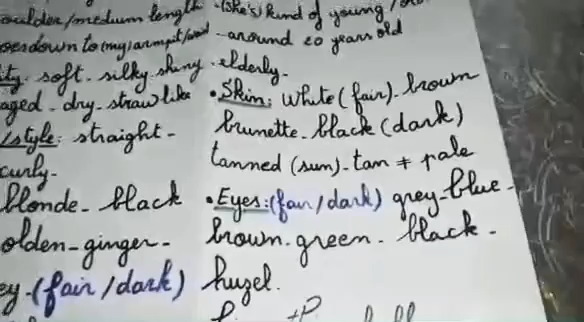 oulder/medium length
oes down to (my) armpit/
ity: soft. silky. shiny.
aged. dry. straw like
/style: straight -
curly.
blonde. black
olden - ginger.
ey. (fair / dark)
(she's) kind of young /
around 20 years old
elderly.
• Skin: white (fair). brown
brunette. black (dark)
tanned (sun). tan ≠ pale
• Eyes: (fair / dark) grey. blue -
brown. green. black -
huzel.